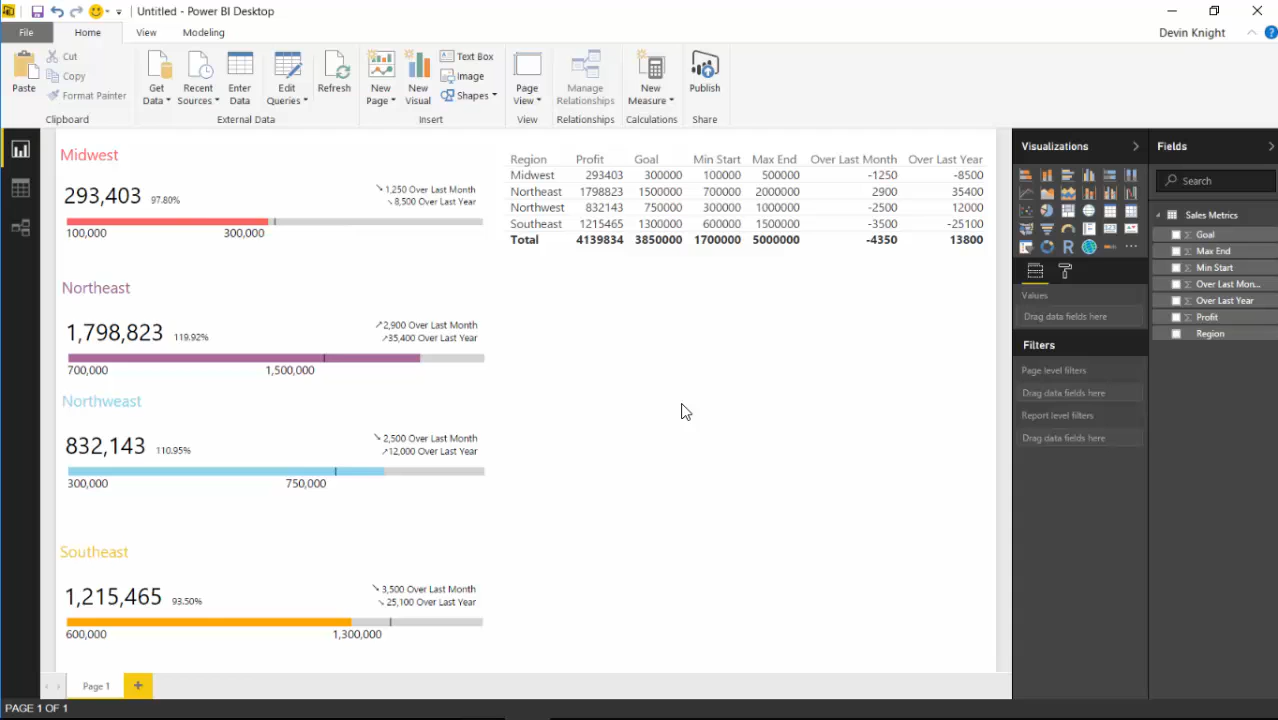 Untitled - Power BI Desktop
File Home View Modeling
Devin Knight
Paste
Cut
Copy
Format Painter
Get Data
Recent Sources
Enter Data
Edit Queries
Refresh
New Page
New Visual
Text Box
Image
Shapes
Page View
Manage Relationships
New Measure
Publish
Clipboard External Data Insert View Relationships Calculations Share
Midwest
293,403 97.80%
1,250 Over Last Month
8,500 Over Last Year
100,000 300,000
Northeast
1,798,823 119.92%
2,900 Over Last Month
35,400 Over Last Year
700,000 1,500,000
Northweast
832,143 110.95%
2,500 Over Last Month
12,000 Over Last Year
300,000 750,000
Southeast
1,215,465 93.50%
3,500 Over Last Month
25,100 Over Last Year
600,000 1,300,000
Region Profit Goal Min Start Max End Over Last Month Over Last Year
Midwest 293403 300000 100000 500000 -1250 -8500
Northeast 1798823 1500000 700000 2000000 2900 35400
Northwest 832143 750000 300000 1000000 -2500 12000
Southeast 1215465 1300000 600000 1500000 -3500 -25100
Total 4139834 3850000 1700000 5000000 -4350 13800
Visualizations
R
Values
Drag data fields here
Filters
Page level filters
Drag data fields here
Report level filters
Drag data fields here
Fields
Search
Sales Metrics
Goal
Max End
Min Start
Over Last Mon...
Over Last Year
Profit
Region
Page 1
PAGE 1 OF 1